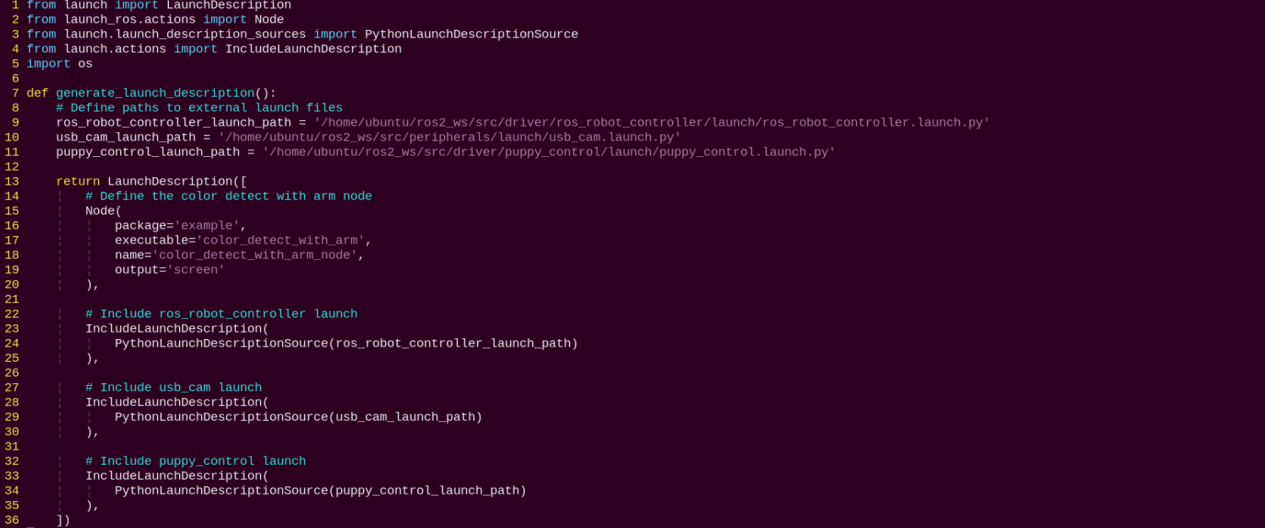 1 from launch import LaunchDescription
2 from launch_ros.actions import Node
3 from launch.launch_description_sources import PythonLaunchDescriptionSource
4 from launch.actions import IncludeLaunchDescription
5 import os
6
7 def generate_launch_description():
8     # Define paths to external launch files
9     ros_robot_controller_launch_path = '/home/ubuntu/ros2_ws/src/driver/ros_robot_controller/launch/ros_robot_controller.launch.py'
10     usb_cam_launch_path = '/home/ubuntu/ros2_ws/src/peripherals/launch/usb_cam.launch.py'
11     puppy_control_launch_path = '/home/ubuntu/ros2_ws/src/driver/puppy_control/launch/puppy_control.launch.py'
12
13     return LaunchDescription([
14     ¦   # Define the color detect with arm node
15     ¦   Node(
16     ¦   ¦   package='example',
17     ¦   ¦   executable='color_detect_with_arm',
18     ¦   ¦   name='color_detect_with_arm_node',
19     ¦   ¦   output='screen'
20     ¦   ),
21
22     ¦   # Include ros_robot_controller launch
23     ¦   IncludeLaunchDescription(
24     ¦   ¦   PythonLaunchDescriptionSource(ros_robot_controller_launch_path)
25     ¦   ),
26
27     ¦   # Include usb_cam launch
28     ¦   IncludeLaunchDescription(
29     ¦   ¦   PythonLaunchDescriptionSource(usb_cam_launch_path)
30     ¦   ),
31
32     ¦   # Include puppy_control launch
33     ¦   IncludeLaunchDescription(
34     ¦   ¦   PythonLaunchDescriptionSource(puppy_control_launch_path)
35     ¦   ),
36     ])